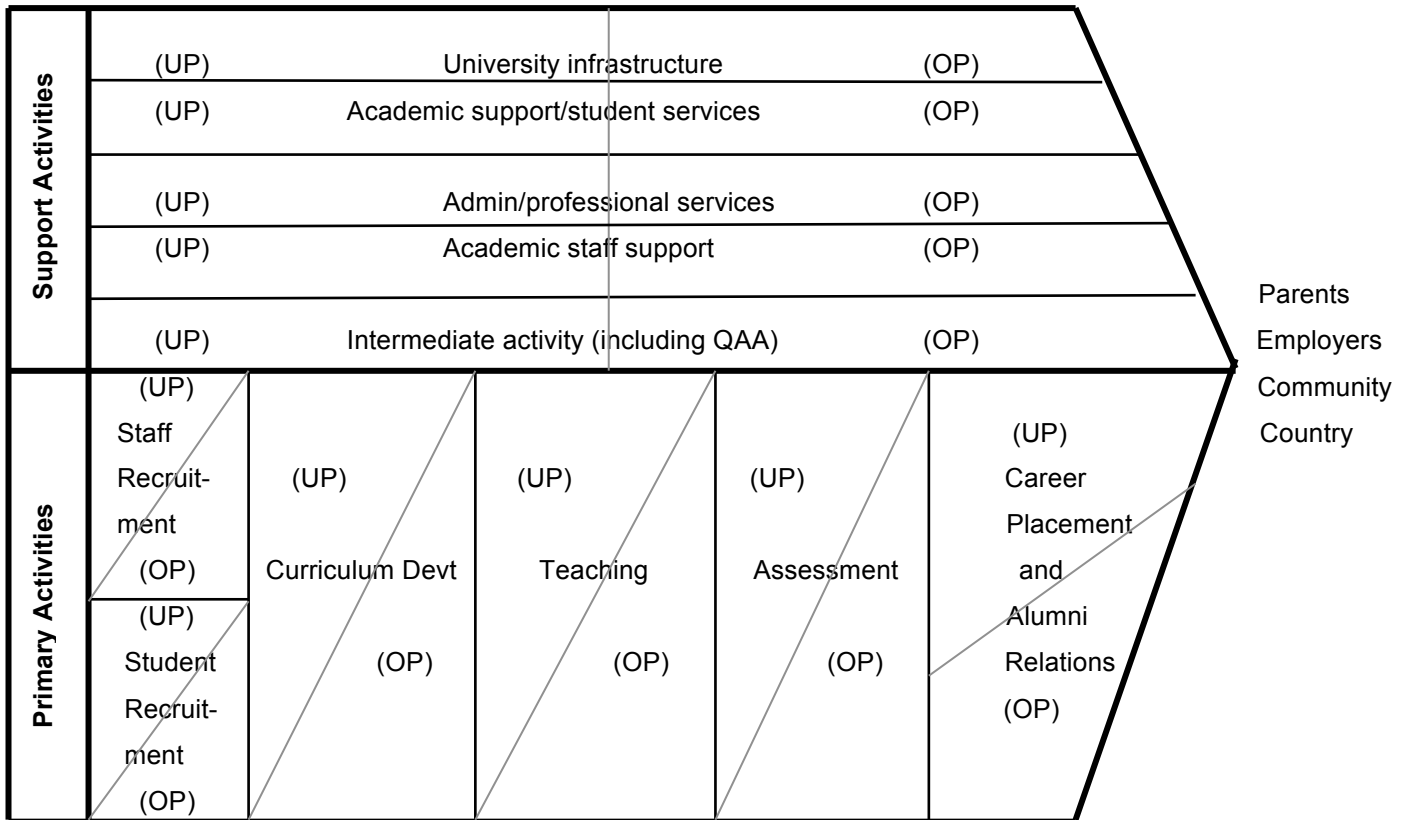 Support Activities
(UP) University infrastructure (OP)
(UP) Academic support/student services (OP)
(UP) Admin/professional services (OP)
(UP) Academic staff support (OP)
(UP) Intermediate activity (including QAA) (OP)
Primary Activities
(UP)
Staff
Recruit-
ment
(OP)
(UP)
Student
Recruit-
ment
(OP)
(UP)
Curriculum Devt
(OP)
(UP)
Teaching
(OP)
(UP)
Assessment
(OP)
(UP)
Career
Placement
and
Alumni
Relations
(OP)
Parents
Employers
Community
Country